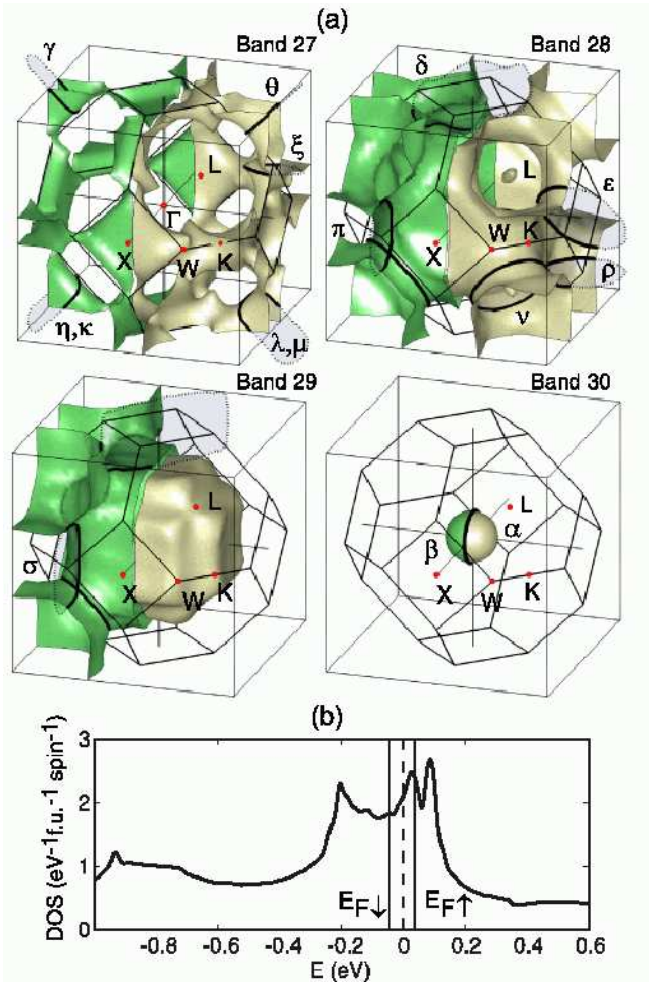 (a)
Band 27
Band 28
γ
θ
ξ
L
Γ
X
W
K
η,κ
λ,μ
δ
L
ε
π
X
W
K
ρ
ν
Band 29
Band 30
L
σ
X
W
K
L
α
β
X
W
K
(b)
DOS (eV⁻¹f.u.⁻¹ spin⁻¹)
3
2
1
0
E_F↓
E_F↑
-0.8 -0.6 -0.4 -0.2 0 0.2 0.4 0.6
E (eV)